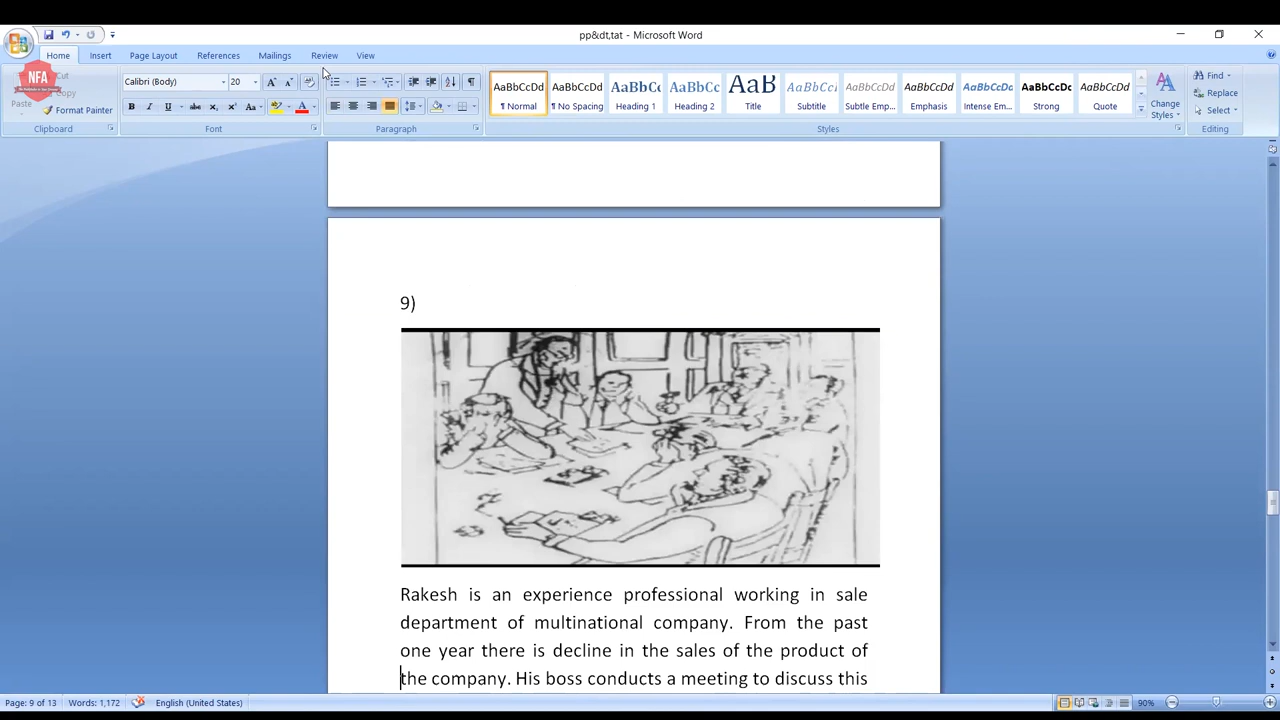 pp&dt,tat - Microsoft Word
Home Insert Page Layout References Mailings Review View
Cut
Copy
Paste
Format Painter
Clipboard
Calibri (Body) 20
Font
Paragraph
AaBbCcDd AaBbCcDd AaBbCc AaBbCc AaB AaBbCcI AaBbCcDd AaBbCcDd AaBbCcDd AaBbCcDd AaBbCcDd
¶ Normal ¶ No Spacing Heading 1 Heading 2 Title Subtitle Subtle Emp... Emphasis Intense Em... Strong Quote
Change
Styles
Styles
Find
Replace
Select
Editing
NFA
9)
Rakesh is an experience professional working in sale
department of multinational company. From the past
one year there is decline in the sales of the product of
the company. His boss conducts a meeting to discuss this
Page: 9 of 13 Words: 1,172 English (United States) 90%